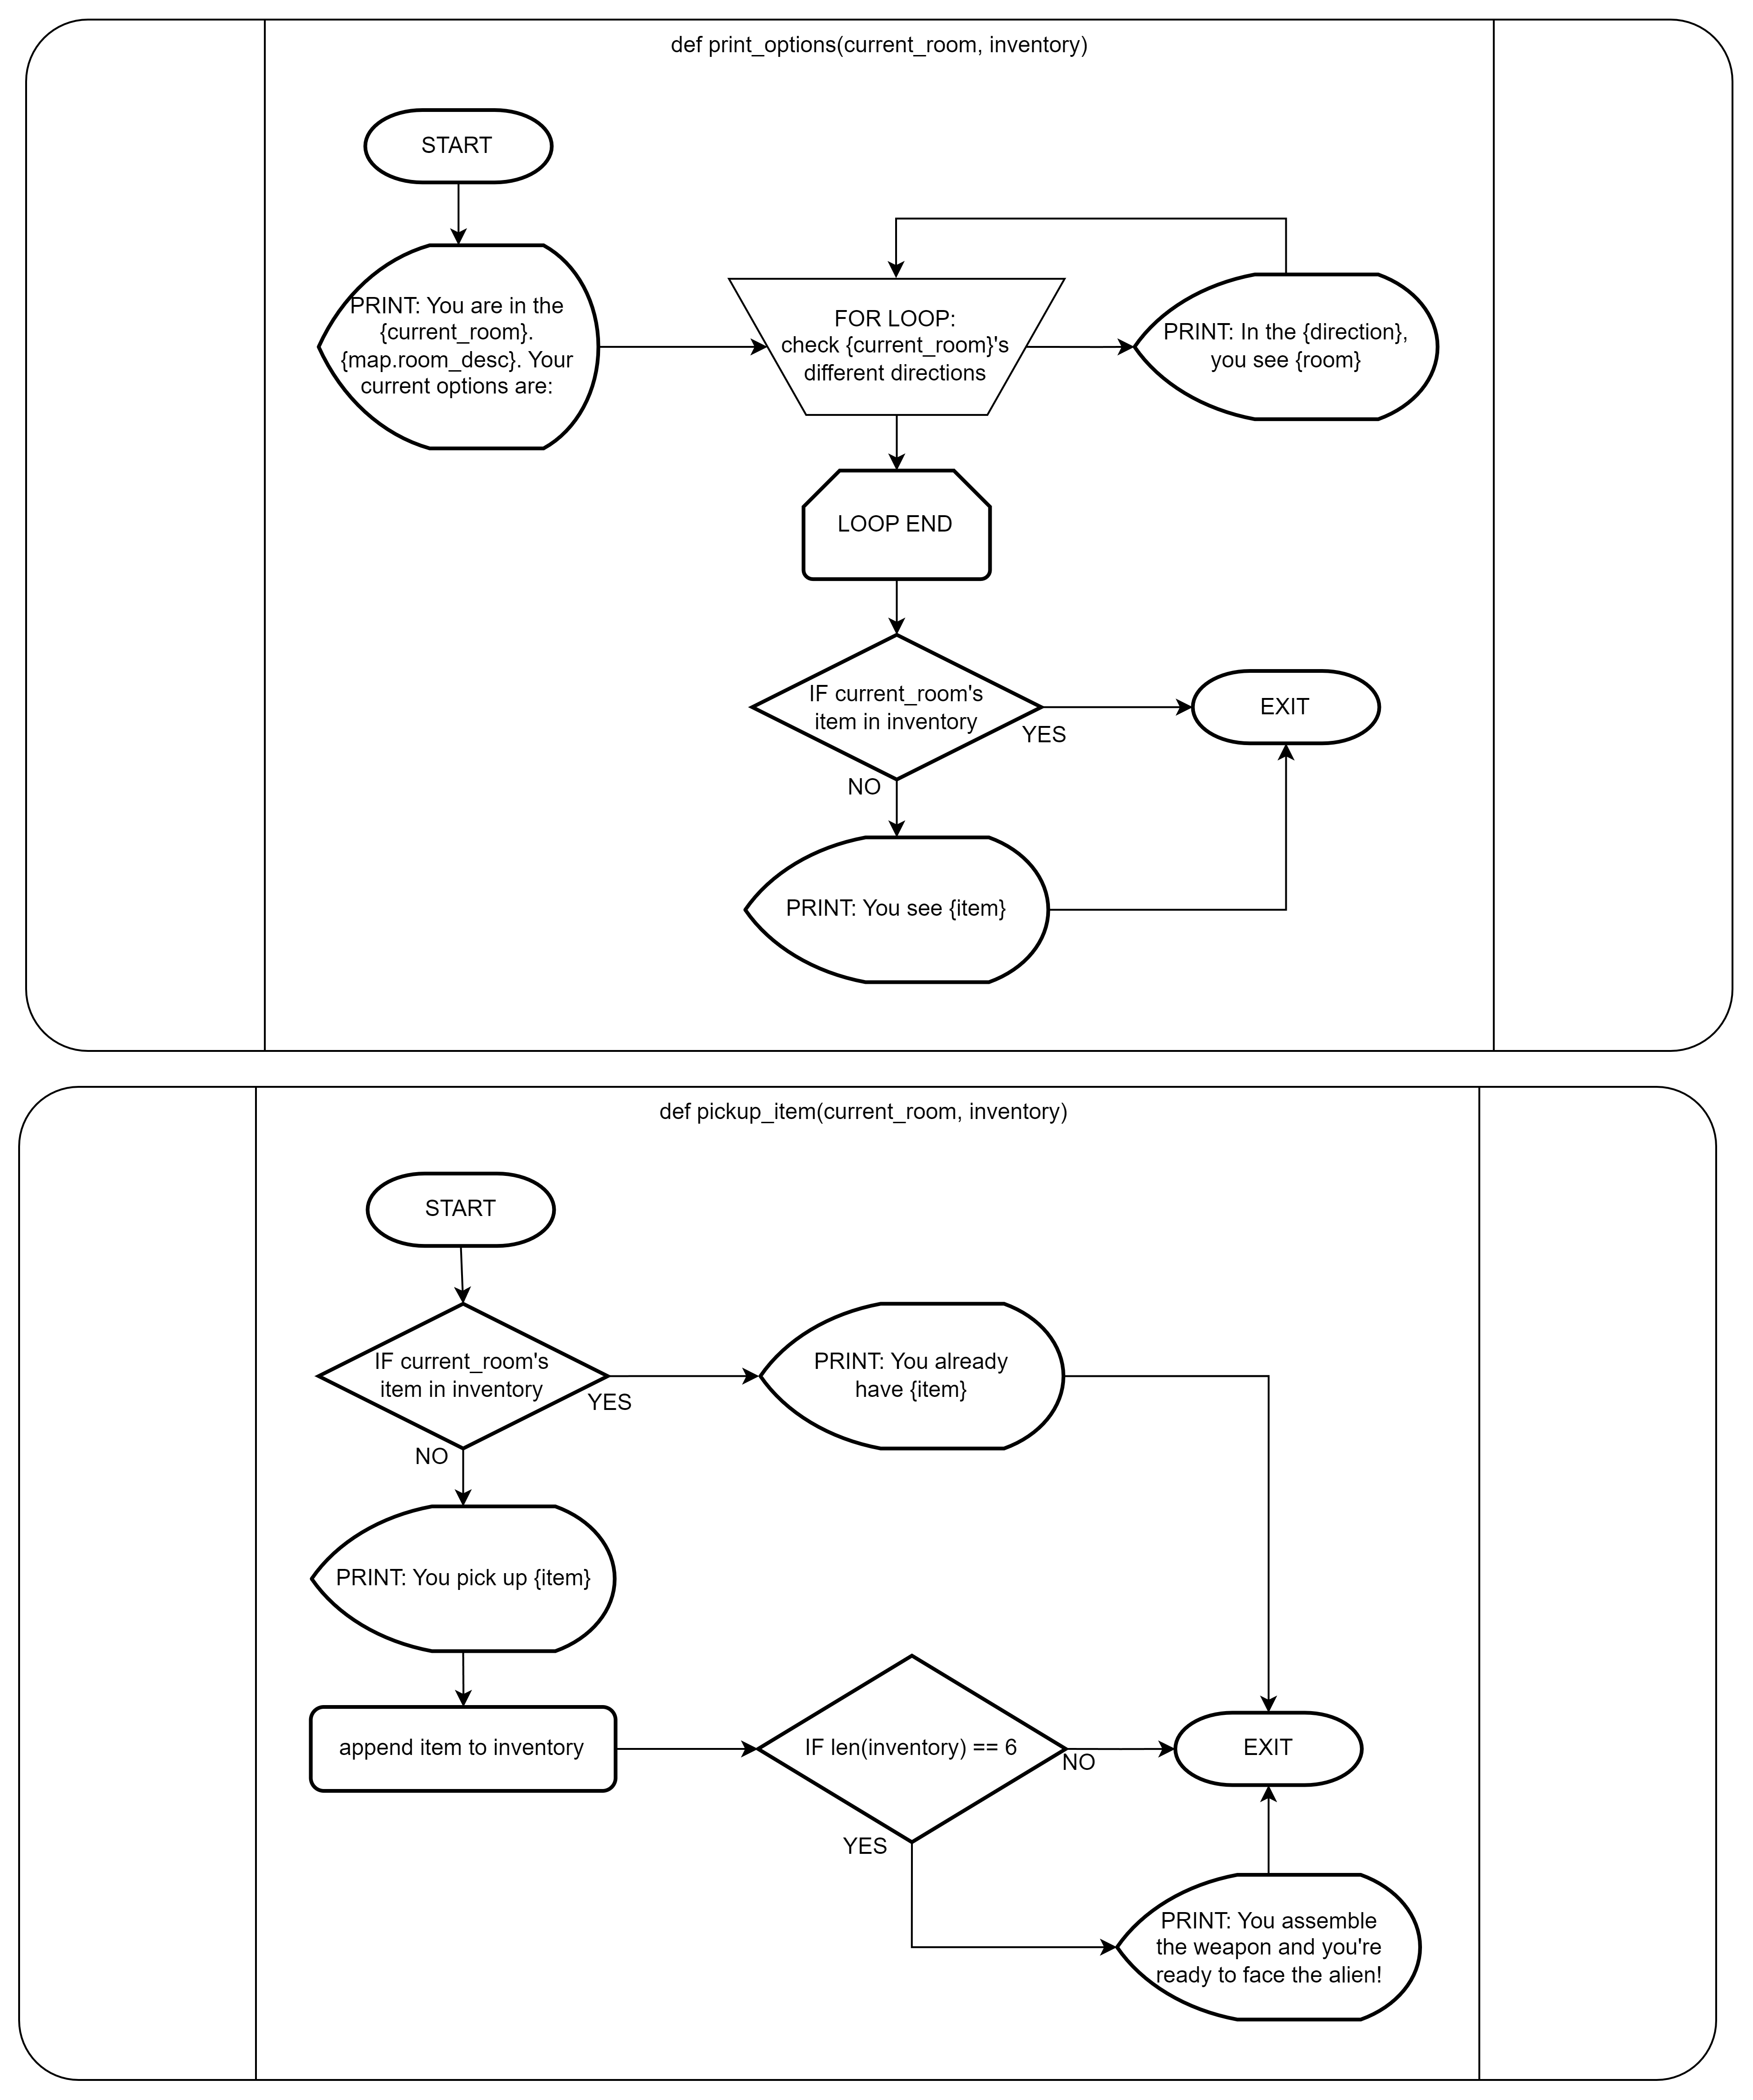 def print_options(current_room, inventory)
START
PRINT: You are in the
{current_room}.
{map.room_desc}. Your
current options are:
FOR LOOP:
check {current_room}'s
different directions
PRINT: In the {direction},
you see {room}
LOOP END
IF current_room's
item in inventory
YES
EXIT
NO
PRINT: You see {item}
def pickup_item(current_room, inventory)
START
IF current_room's
item in inventory
YES
PRINT: You already
have {item}
NO
PRINT: You pick up {item}
append item to inventory
IF len(inventory) == 6
NO
EXIT
YES
PRINT: You assemble
the weapon and you're
ready to face the alien!